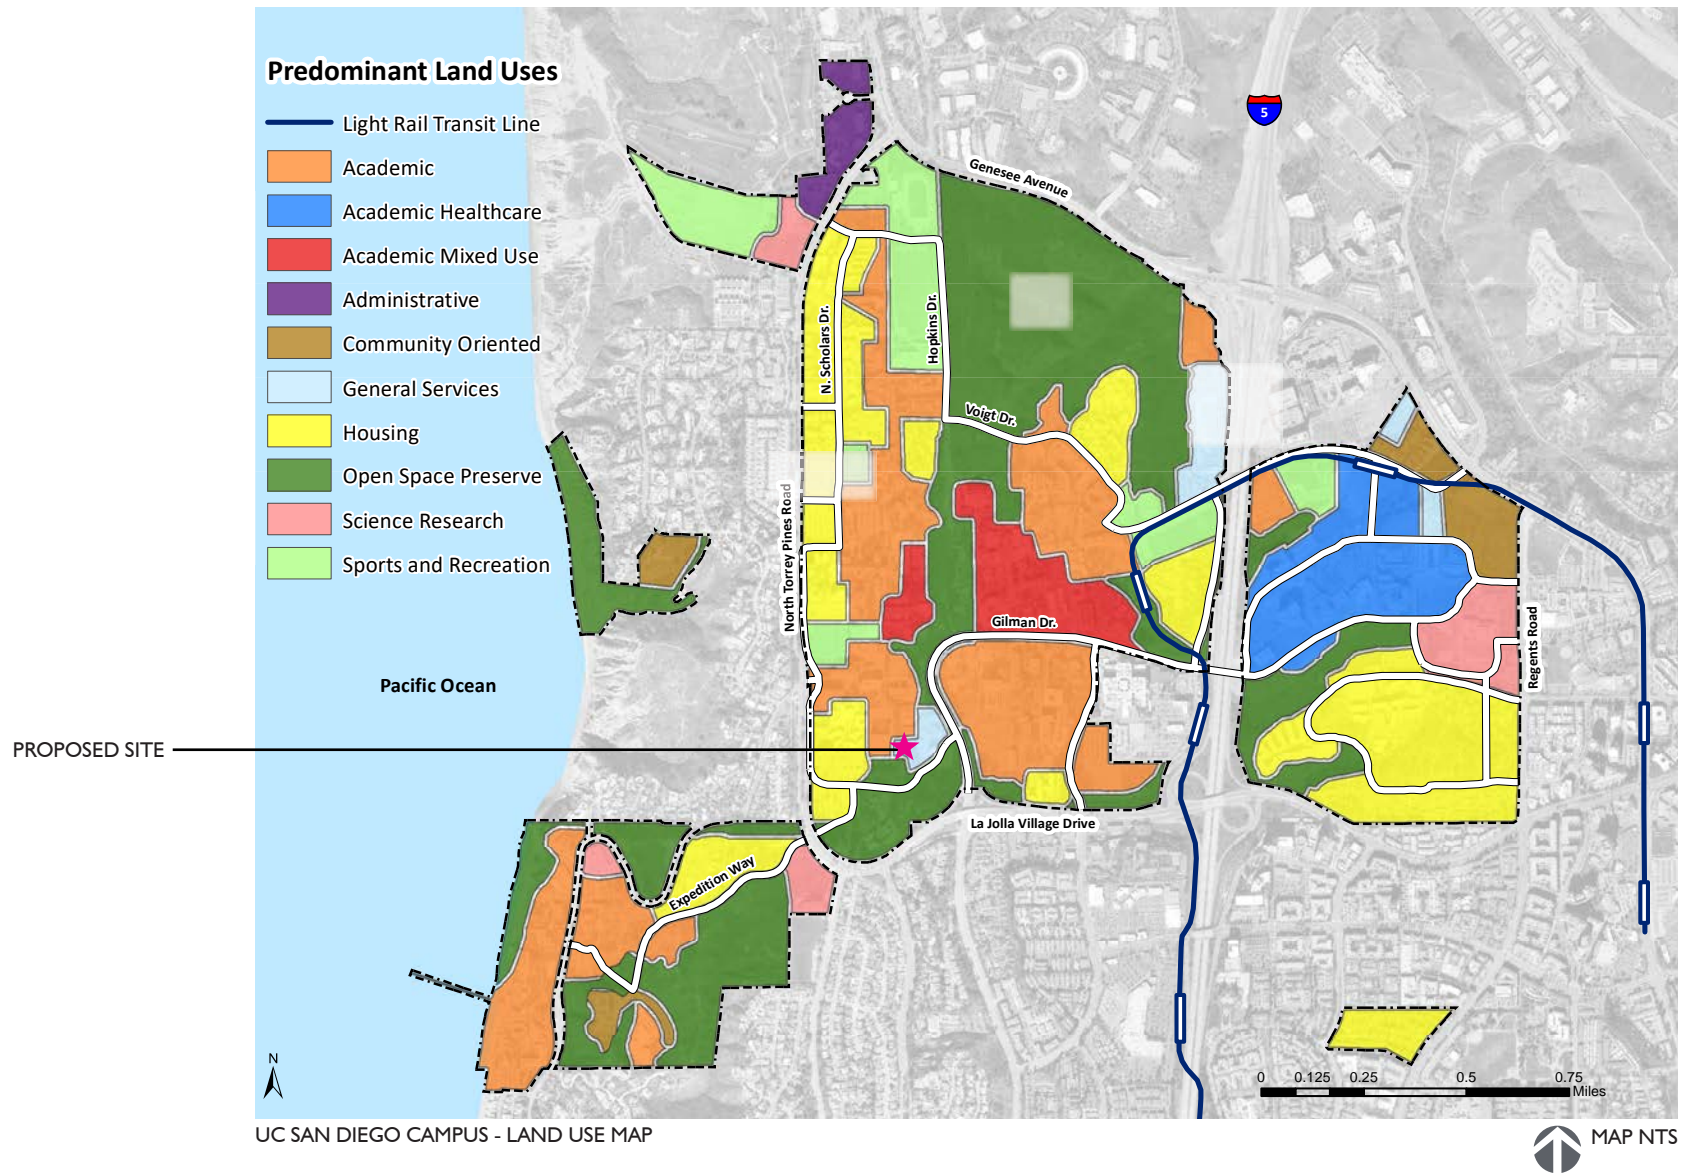 Predominant Land Uses
Light Rail Transit Line
Academic
Academic Healthcare
Academic Mixed Use
Administrative
Community Oriented
General Services
Housing
Open Space Preserve
Science Research
Sports and Recreation
5
Genesee Avenue
N. Scholars Dr.
Hopkins Dr.
Voigt Dr.
North Torrey Pines Road
Gilman Dr.
Regents Road
Pacific Ocean
PROPOSED SITE
La Jolla Village Drive
Expedition Way
N
0 0.125 0.25 0.5 0.75
Miles
UC SAN DIEGO CAMPUS - LAND USE MAP
MAP NTS